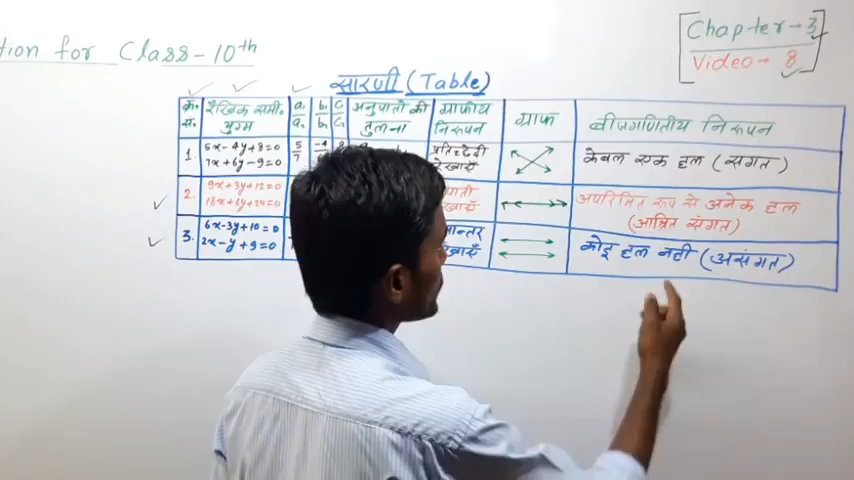 tion for Class-10th
[Chapter-3
Video-8]
सारणी (Table)
क्र. स. रैखिक समी. युग्म a₁/a₂ b₁/b₂ C/C₂ अनुपातो की तुलना ग्राफीय निरूपन ग्राफ बीजगणितीय निरूपन
1. 5x-4y+8=0 5/7 -4 प्रतिच्छेदी केवल एक हल (संगत)
7x+6y-9=0
2. 9x+3y+12=0 अपरिमित रूप से अनेक हल
18x+6y+24=0 (आश्रित संगत)
3. 6x-3y+10=0 कोई हल नही (असंगत)
2x-y+9=0